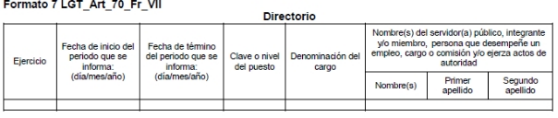 Formato 7 LGT_Art_70_Fr_VII
Directorio
Ejercicio
Fecha de inicio del
periodo que se
informa:
(día/mes/año)
Fecha de término
del periodo que se
informa:
(día/mes/año)
Clave o nivel
del puesto
Denominación del
cargo
Nombre(s) del servidor(a) público, integrante
y/o miembro, persona que desempeñe un
empleo, cargo o comisión y/o ejerza actos de
autoridad
Nombre(s)
Primer
apellido
Segundo
apellido